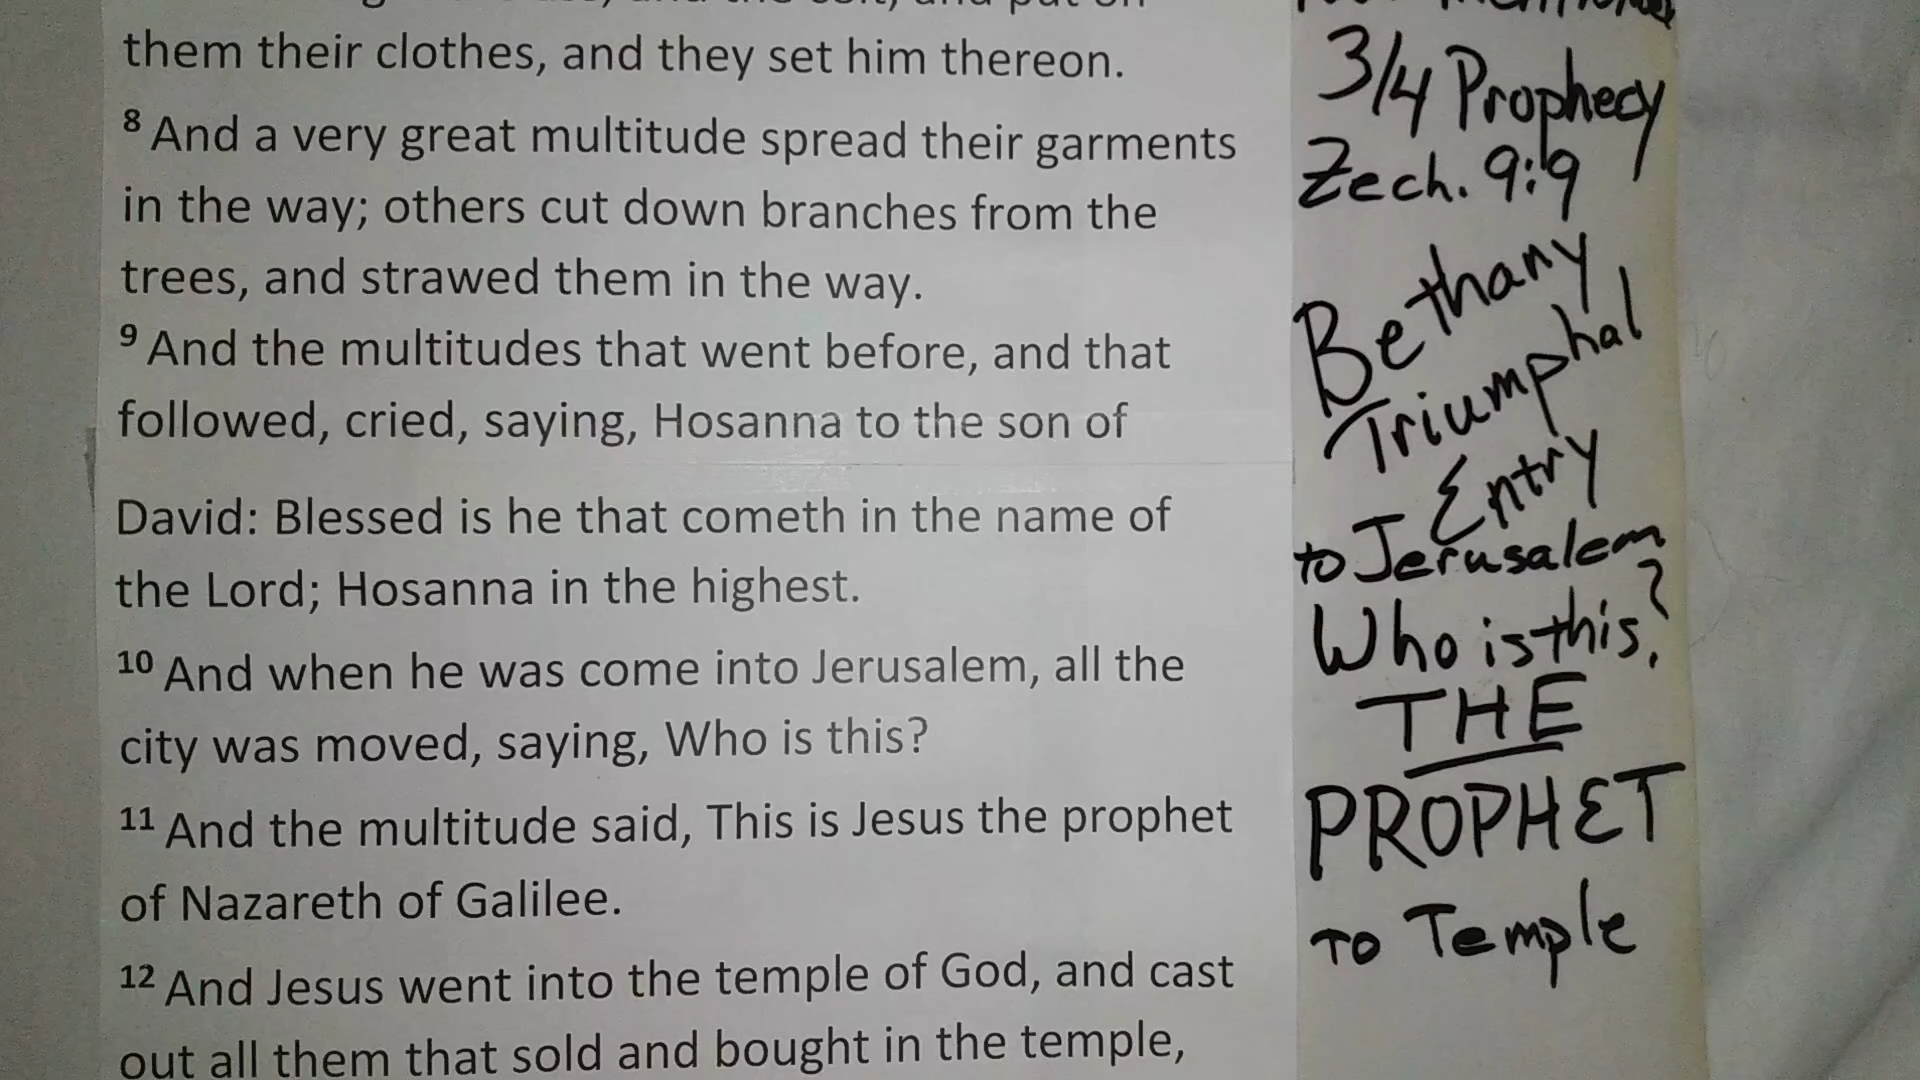 them their clothes, and they set him thereon.
8 And a very great multitude spread their garments
in the way; others cut down branches from the
trees, and strawed them in the way.
9 And the multitudes that went before, and that
followed, cried, saying, Hosanna to the son of
David: Blessed is he that cometh in the name of
the Lord; Hosanna in the highest.
10 And when he was come into Jerusalem, all the
city was moved, saying, Who is this?
11 And the multitude said, This is Jesus the prophet
of Nazareth of Galilee.
12 And Jesus went into the temple of God, and cast
out all them that sold and bought in the temple,
3/4 Prophecy
Zech. 9:9
Bethany
Triumphal
Entry
to Jerusalem
Who is this?
THE
PROPHET
TO Temple